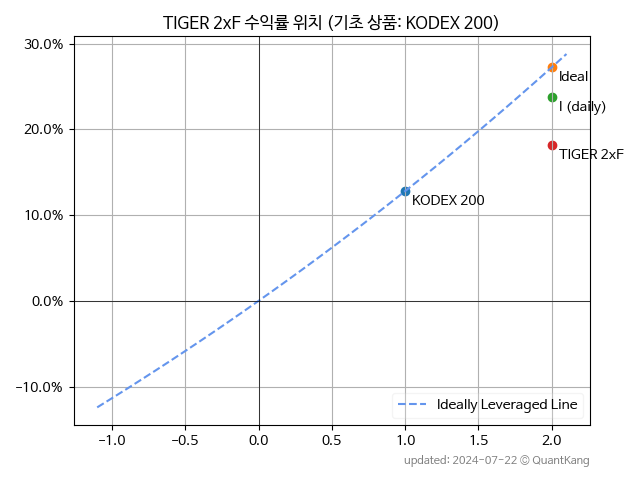 TIGER 2xF 수익률 위치 (기초 상품: KODEX 200)
30.0%
20.0%
10.0%
0.0%
-10.0%
Ideal
I (daily)
TIGER 2xF
KODEX 200
Ideally Leveraged Line
-1.0 -0.5 0.0 0.5 1.0 1.5 2.0
updated: 2024-07-22 © QuantKang